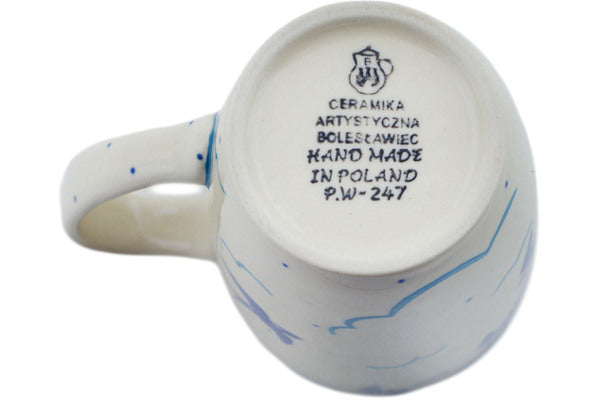 CERAMIKA
ARTYSTYCZNA
BOLESŁAWIEC
HAND MADE
IN POLAND
P.W-247